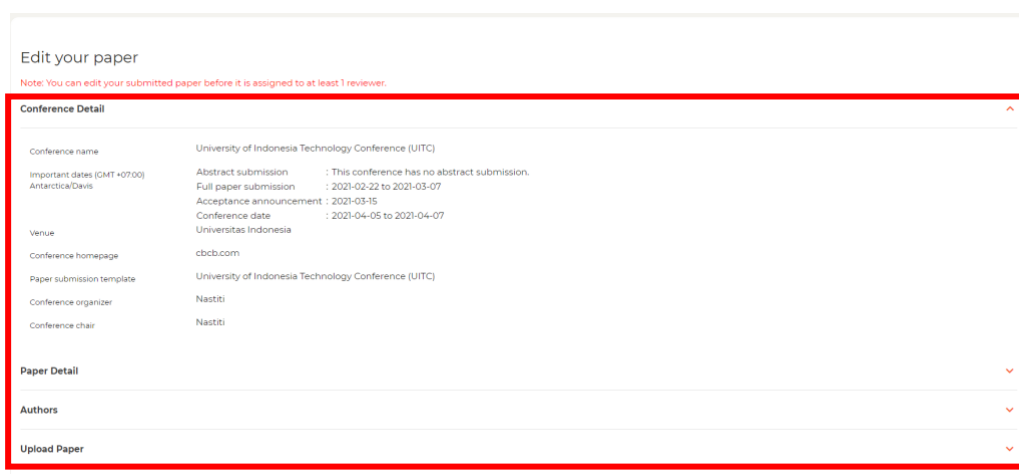 Edit your paper
Note: You can edit your submitted paper before it is assigned to at least 1 reviewer.
Conference Detail
Conference name University of Indonesia Technology Conference (UITC)
Important dates (GMT +07:00) Abstract submission : This conference has no abstract submission.
Antarctica/Davis Full paper submission : 2021-02-22 to 2021-03-07
Acceptance announcement : 2021-03-15
Conference date : 2021-04-05 to 2021-04-07
Venue Universitas Indonesia
Conference homepage cbcb.com
Paper submission template University of Indonesia Technology Conference (UITC)
Conference organizer Nastiti
Conference chair Nastiti
Paper Detail
Authors
Upload Paper